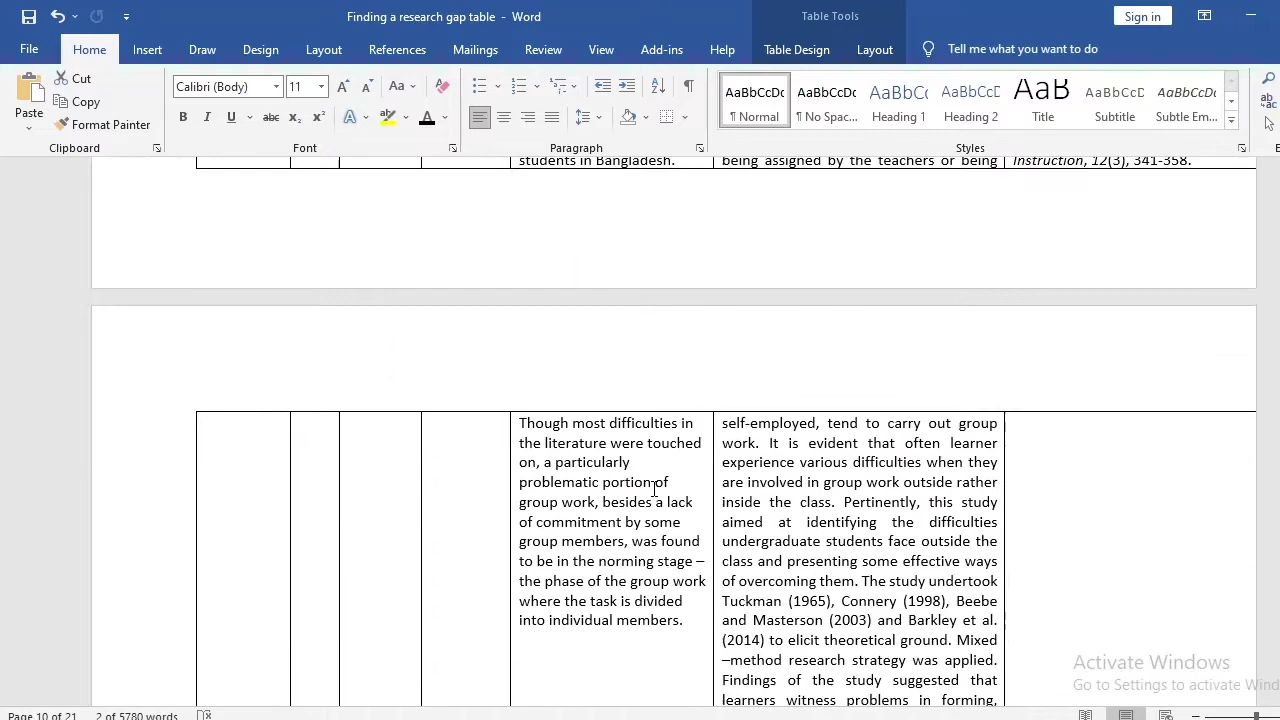 Finding a research gap table - Word
Table Tools
Sign in
File
Home
Insert
Draw
Design
Layout
References
Mailings
Review
View
Add-ins
Help
Table Design
Layout
Tell me what you want to do
Paste
Cut
Copy
Format Painter
Clipboard
Calibri (Body)
11
Font
Paragraph
AaBbCcDc
¶ Normal
AaBbCcDc
¶ No Spac...
AaBbCc
Heading 1
AaBbCcD
Heading 2
AaB
Title
AaBbCcD
Subtitle
AaBbCcDc
Subtle Em...
Styles
students in Bangladesh.
being assigned by the teachers or being
Instruction, 12(3), 341-358.
Though most difficulties in
the literature were touched
on, a particularly
problematic portion of
group work, besides a lack
of commitment by some
group members, was found
to be in the norming stage –
the phase of the group work
where the task is divided
into individual members.
self-employed, tend to carry out group
work. It is evident that often learner
experience various difficulties when they
are involved in group work outside rather
inside the class. Pertinently, this study
aimed at identifying the difficulties
undergraduate students face outside the
class and presenting some effective ways
of overcoming them. The study undertook
Tuckman (1965), Connery (1998), Beebe
and Masterson (2003) and Barkley et al.
(2014) to elicit theoretical ground. Mixed
–method research strategy was applied.
Findings of the study suggested that
learners witness problems in forming,
Activate Windows
Go to Settings to activate Wind
Page 10 of 21
2 of 5780 words